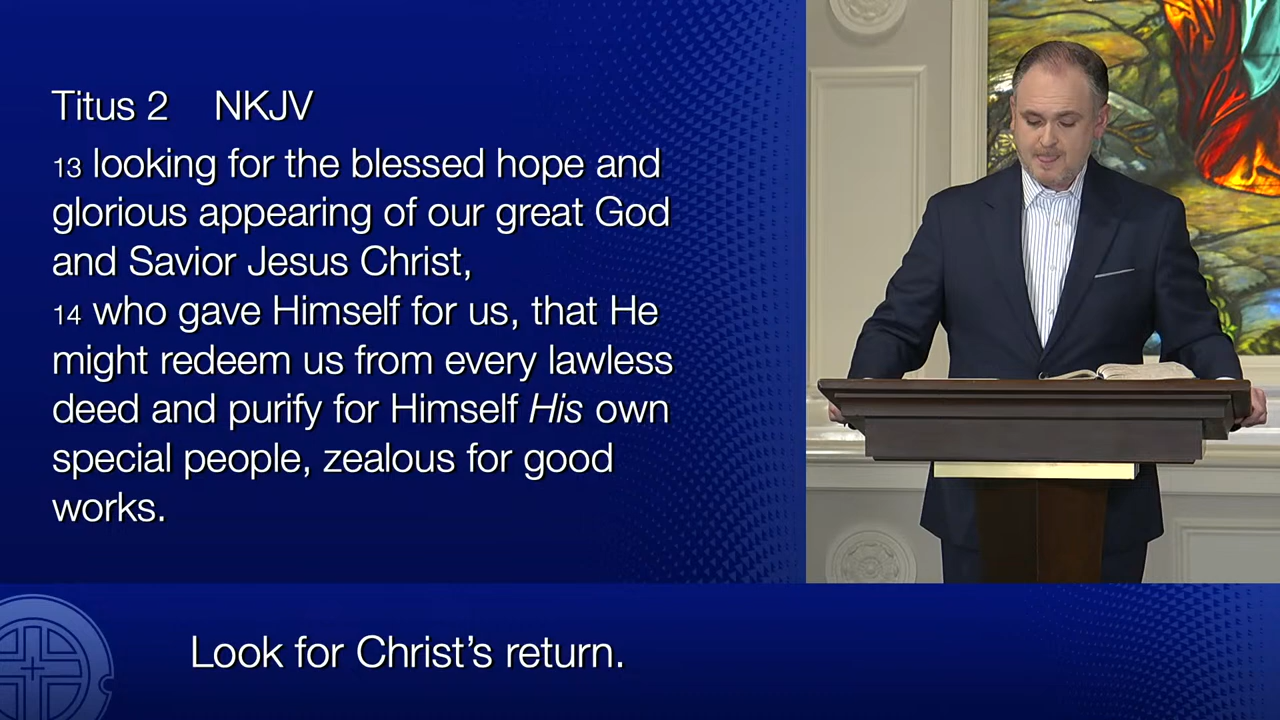 Titus 2 NKJV
13 looking for the blessed hope and
glorious appearing of our great God
and Savior Jesus Christ,
14 who gave Himself for us, that He
might redeem us from every lawless
deed and purify for Himself His own
special people, zealous for good
works.
Look for Christ’s return.